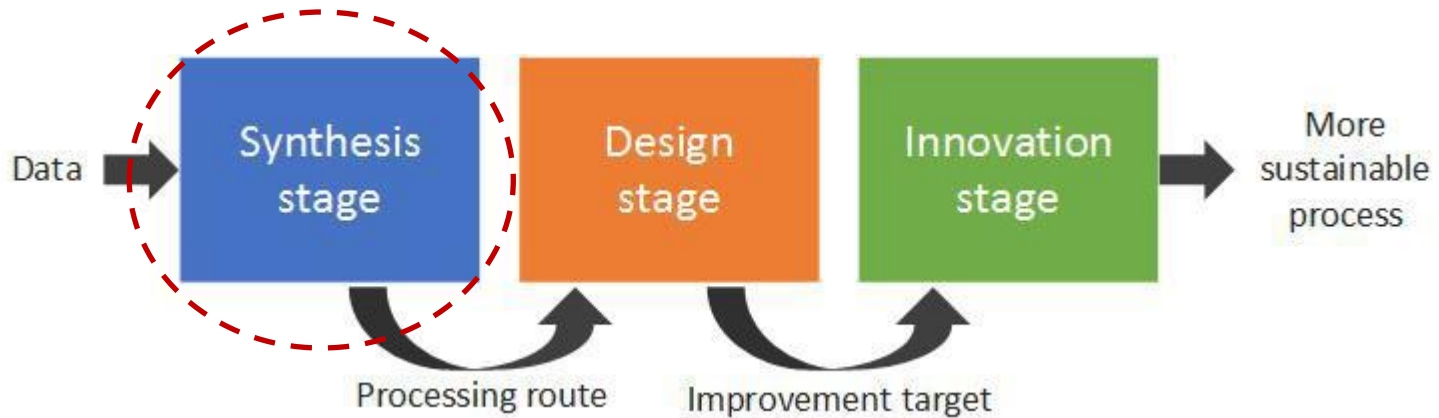 Data
Synthesis
stage
Design
stage
Innovation
stage
More
sustainable
process
Processing route
Improvement target